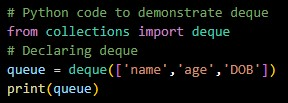 # Python code to demonstrate deque
from collections import deque
# Declaring deque
queue = deque(['name','age','DOB'])
print(queue)